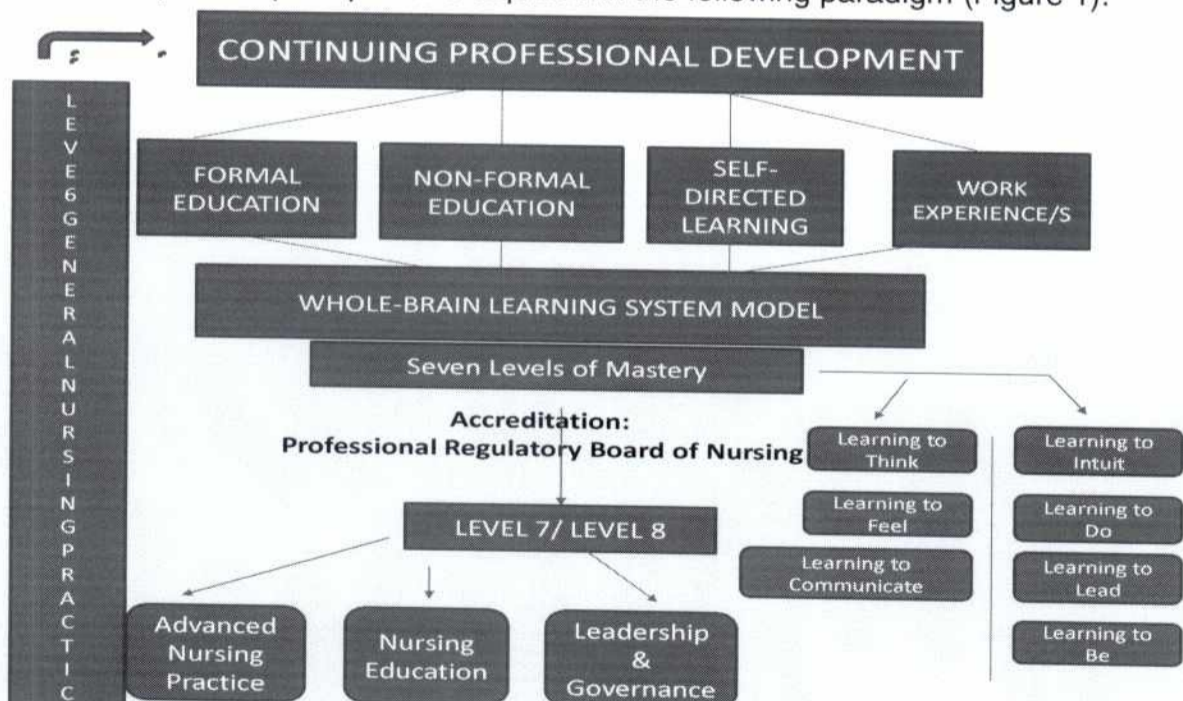 the following paradigm (Figure 1):
CONTINUING PROFESSIONAL DEVELOPMENT
LEVE6GENERALNURSINGPRACTIC
FORMAL
EDUCATION
NON-FORMAL
EDUCATION
SELF-
DIRECTED
LEARNING
WORK
EXPERIENCE/S
WHOLE-BRAIN LEARNING SYSTEM MODEL
Seven Levels of Mastery
Accreditation:
Professional Regulatory Board of Nursing
Learning to
Think
Learning to
Feel
Learning to
Communicate
Learning to
Intuit
Learning to
Do
Learning to
Lead
Learning to
Be
LEVEL 7/ LEVEL 8
Advanced
Nursing
Practice
Nursing
Education
Leadership
&
Governance